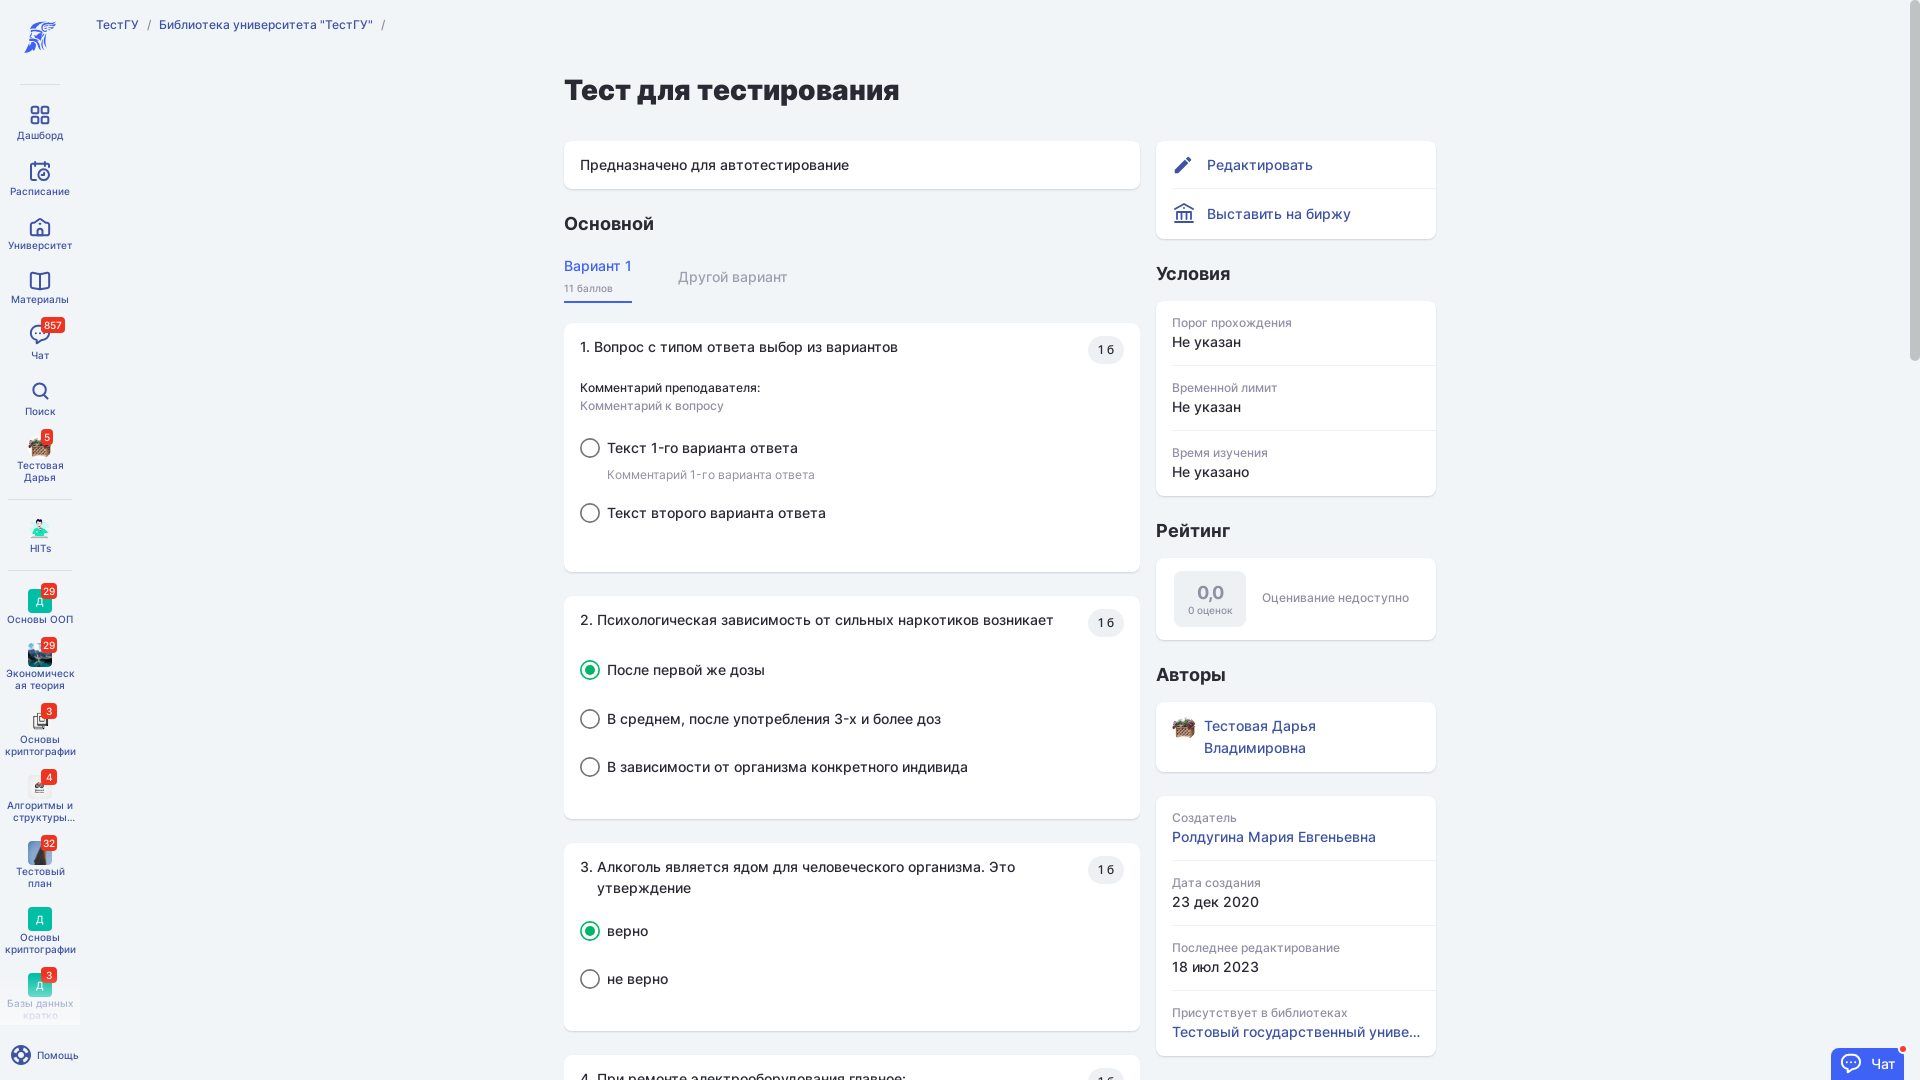 ТестГУ / Библиотека университета "ТестГУ" /
Дашборд
Расписание
Университет
Материалы
857
Чат
Поиск
5
Тестовая
Дарья
HITs
29
Д
Основы ООП
29
Экономическ
ая теория
3
Основы
криптографии
4
Алгоритмы и
структуры...
32
Тестовый
план
Д
Основы
криптографии
3
Д
Базы данных
кратко
Помощь
Тест для тестирования
Предназначено для автотестирование
Основной
Вариант 1
11 баллов
Другой вариант
1. Вопрос с типом ответа выбор из вариантов
1 б
Комментарий преподавателя:
Комментарий к вопросу
Текст 1-го варианта ответа
Комментарий 1-го варианта ответа
Текст второго варианта ответа
2. Психологическая зависимость от сильных наркотиков возникает
1 б
После первой же дозы
В среднем, после употребления 3-х и более доз
В зависимости от организма конкретного индивида
3. Алкоголь является ядом для человеческого организма. Это
утверждение
1 б
верно
не верно
4. При ремонте электрооборудования главное:
1 б
Редактировать
Выставить на биржу
Условия
Порог прохождения
Не указан
Временной лимит
Не указан
Время изучения
Не указано
Рейтинг
0,0
0 оценок
Оценивание недоступно
Авторы
Тестовая Дарья
Владимировна
Создатель
Ролдугина Мария Евгеньевна
Дата создания
23 дек 2020
Последнее редактирование
18 июл 2023
Присутствует в библиотеках
Тестовый государственный униве...
Чат